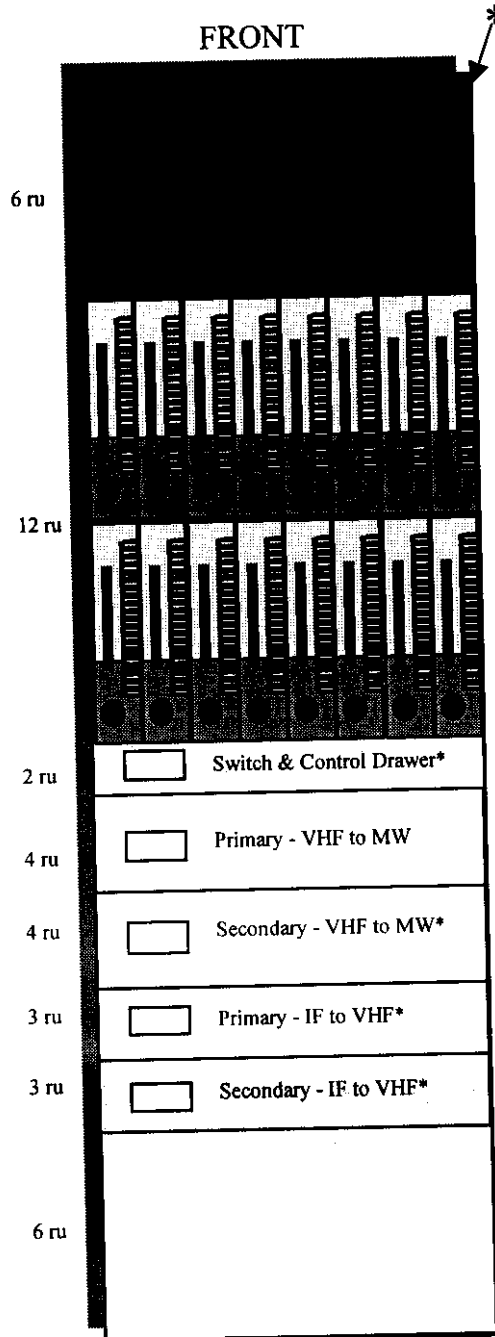 *
FRONT
6 ru
12 ru
2 ru
Switch & Control Drawer*
4 ru
Primary - VHF to MW
4 ru
Secondary - VHF to MW*
3 ru
Primary - IF to VHF*
3 ru
Secondary - IF to VHF*
6 ru